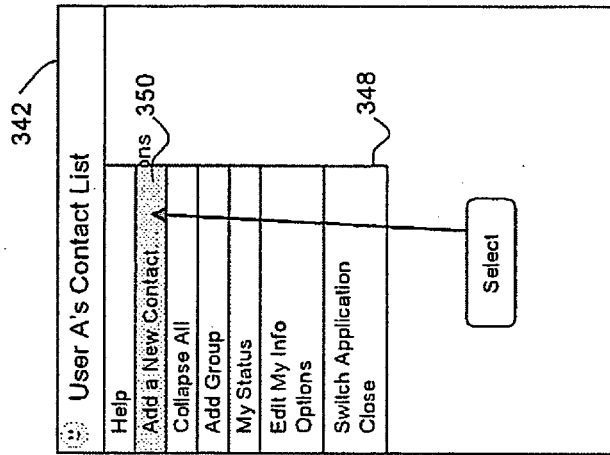 342
User A's Contact List
Help
Add a New Contact... ons
350
Collapse All
Add Group
My Status
Edit My Info
Options
Switch Application
Close
348
Select